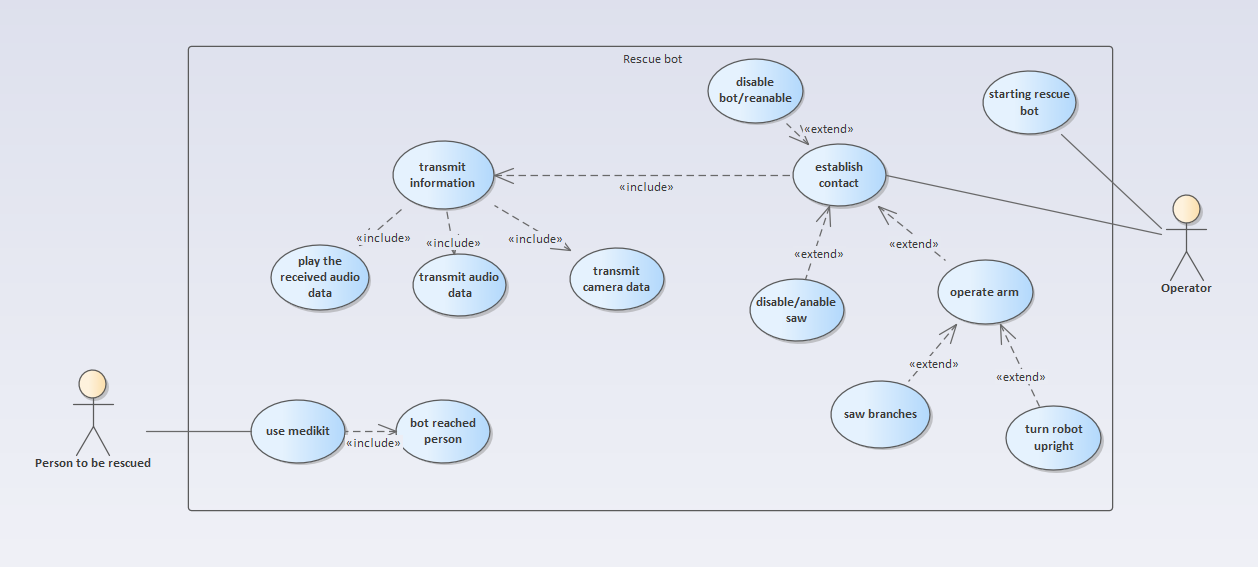 Rescue bot
disable
bot/reanable
starting rescue
bot
«extend»
transmit
information
establish
contact
«include»
«include»
«include»
«include»
«extend»
«extend»
play the
received audio
data
transmit audio
data
transmit
camera data
disable/anable
saw
operate arm
Operator
«extend»
«extend»
use medikit
«include»
bot reached
person
saw branches
turn robot
upright
Person to be rescued